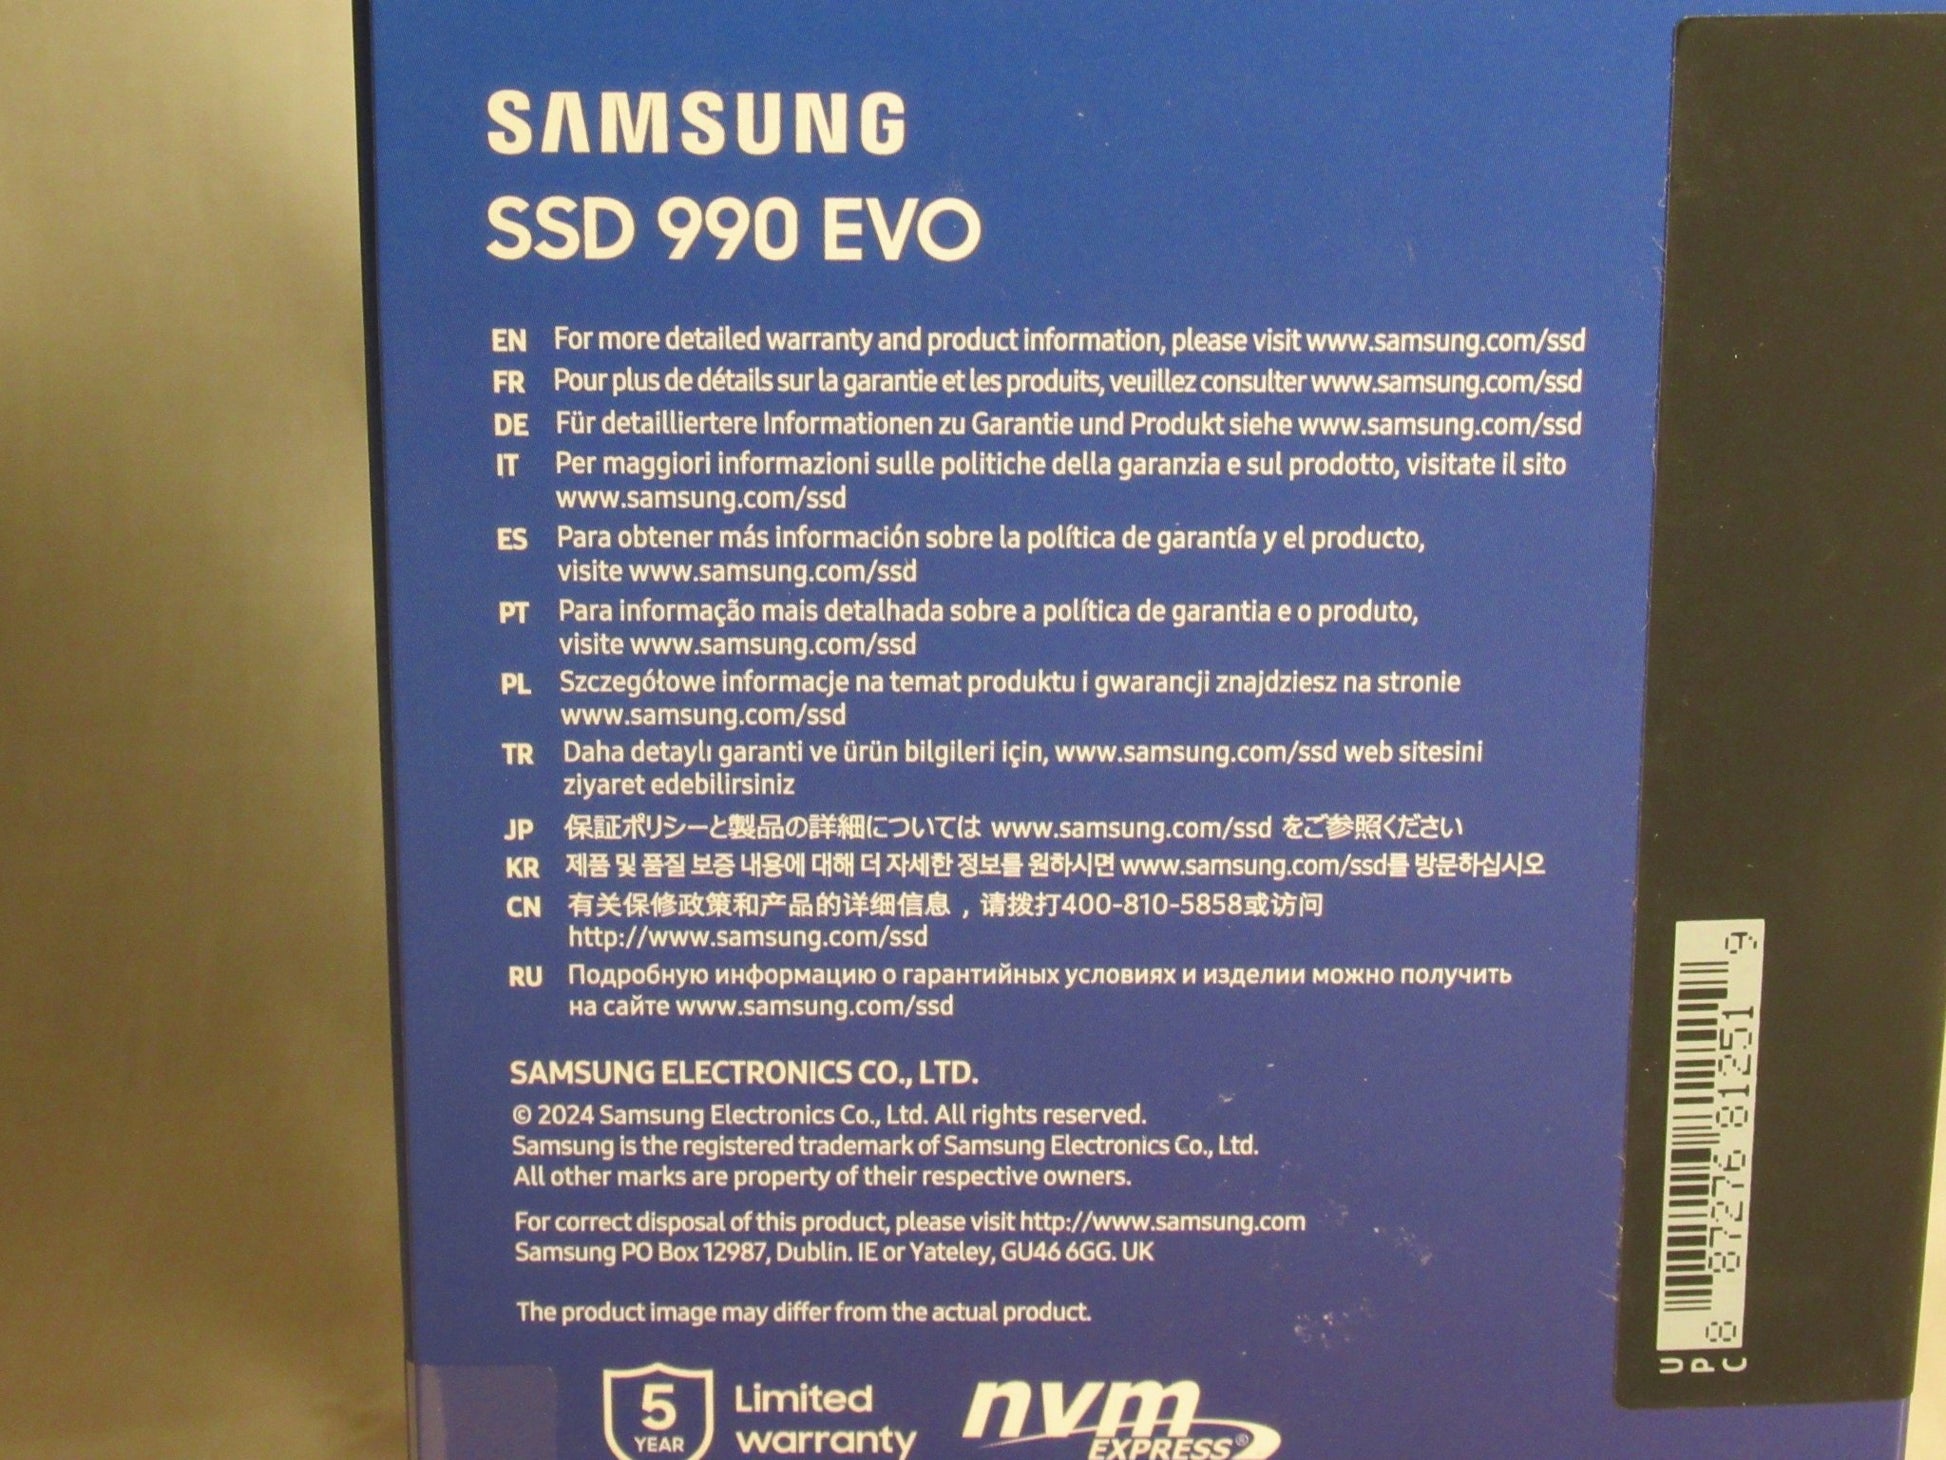 SAMSUNG
SSD 990 EVO
EN For more detailed warranty and product information, please visit www.samsung.com/ssd
FR Pour plus de détails sur la garantie et les produits, veuillez consulter www.samsung.com/ssd
DE Für detailliertere Informationen zu Garantie und Produkt siehe www.samsung.com/ssd
IT Per maggiori informazioni sulle politiche della garanzia e sul prodotto, visitate il sito
www.samsung.com/ssd
ES Para obtener más información sobre la política de garantía y el producto,
visite www.samsung.com/ssd
PT Para informação mais detalhada sobre a política de garantia e o produto,
visite www.samsung.com/ssd
PL Szczegółowe informacje na temat produktu i gwarancji znajdziesz na stronie
www.samsung.com/ssd
TR Daha detaylı garanti ve ürün bilgileri için, www.samsung.com/ssd web sitesini
ziyaret edebilirsiniz
JP 保証ポリシーと製品の詳細については www.samsung.com/ssd をご参照ください
KR 제품 및 품질 보증 내용에 대해 더 자세한 정보를 원하시면 www.samsung.com/ssd를 방문하십시오
CN 有关保修政策和产品的详细信息，请拨打400-810-5858或访问
http://www.samsung.com/ssd
RU Подробную информацию о гарантийных условиях и изделии можно получить
на сайте www.samsung.com/ssd
SAMSUNG ELECTRONICS CO., LTD.
© 2024 Samsung Electronics Co., Ltd. All rights reserved.
Samsung is the registered trademark of Samsung Electronics Co., Ltd.
All other marks are property of their respective owners.
For correct disposal of this product, please visit http://www.samsung.com
Samsung PO Box 12987, Dublin. IE or Yateley, GU46 6GG. UK
The product image may differ from the actual product.
5 YEAR
Limited
warranty
nvm
EXPRESS®
UPC
8 87276 81251 9